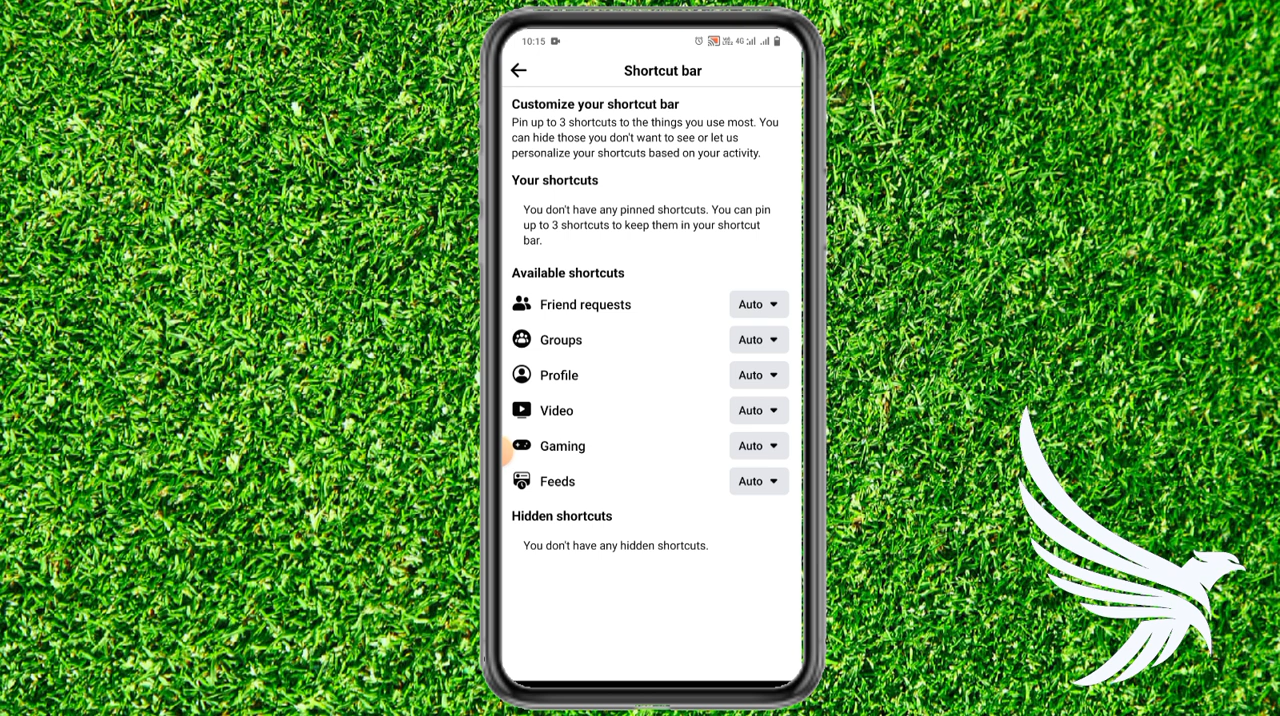 10:15
4G
Shortcut bar
Customize your shortcut bar
Pin up to 3 shortcuts to the things you use most. You
can hide those you don't want to see or let us
personalize your shortcuts based on your activity.
Your shortcuts
You don't have any pinned shortcuts. You can pin
up to 3 shortcuts to keep them in your shortcut
bar.
Available shortcuts
Friend requests Auto
Groups Auto
Profile Auto
Video Auto
Gaming Auto
Feeds Auto
Hidden shortcuts
You don't have any hidden shortcuts.